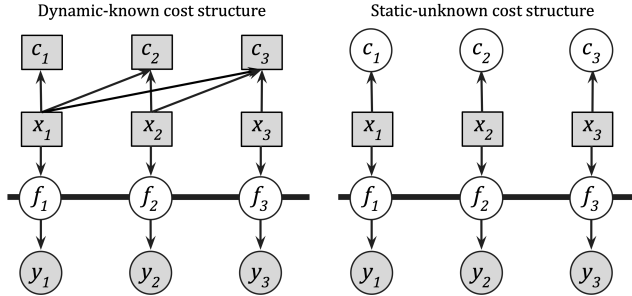 Dynamic-known cost structure Static-unknown cost structure
c₁ c₂ c₃ c₁ c₂ c₃
x₁ x₂ x₃ x₁ x₂ x₃
f₁ f₂ f₃ f₁ f₂ f₃
y₁ y₂ y₃ y₁ y₂ y₃